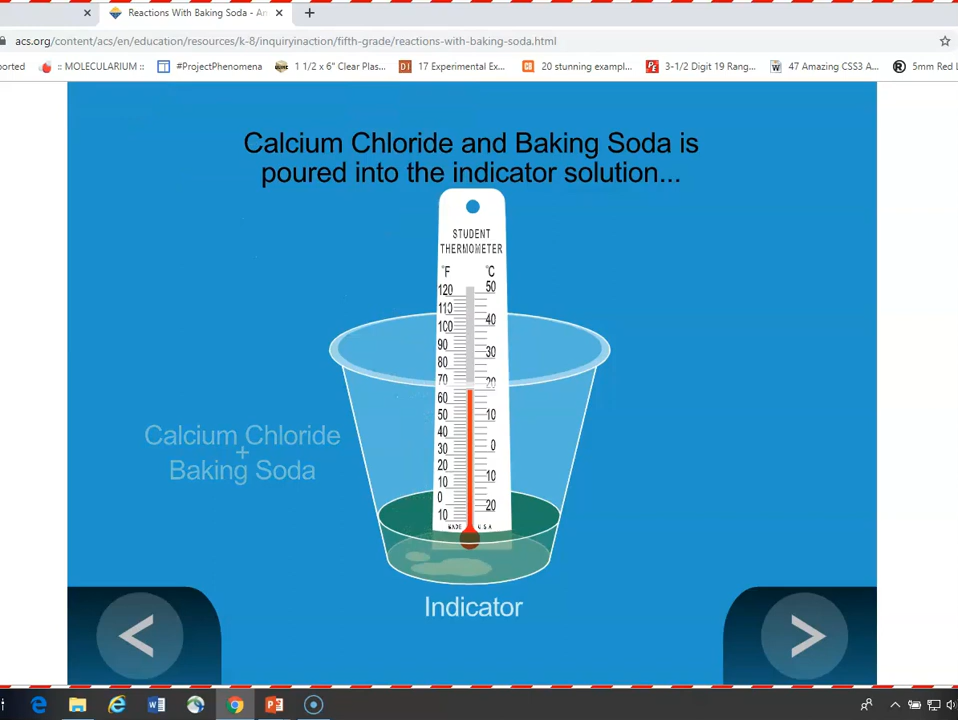 Reactions With Baking Soda - An
acs.org/content/acs/en/education/resources/k-8/inquiryinaction/fifth-grade/reactions-with-baking-soda.html
orted
:: MOLECULARIUM ::
#ProjectPhenomena
1 1/2 x 6" Clear Plas...
17 Experimental Ex...
20 stunning exampl...
3-1/2 Digit 19 Rang...
47 Amazing CSS3 A...
5mm Red L
Calcium Chloride and Baking Soda is
poured into the indicator solution...
STUDENT
THERMOMETER
°F °C
120 50
110
100 40
90
80 30
70 20
60
50 10
40
30 0
20
10 10
0 20
10
MADE U.S.A
Calcium Chloride
+
Baking Soda
Indicator
< >